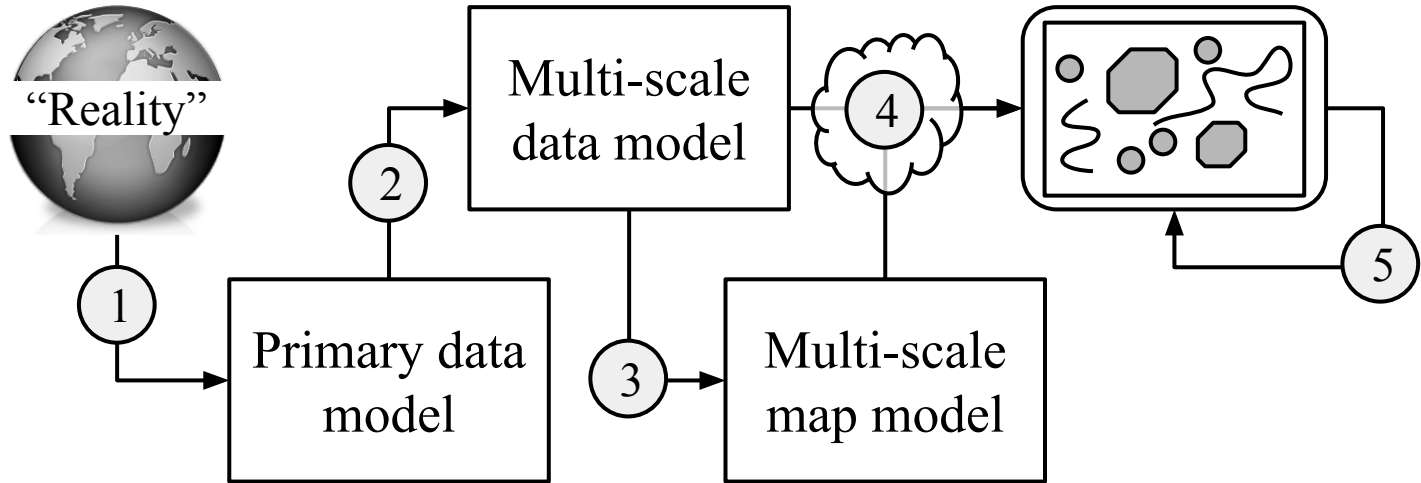 “Reality”
1
Primary data
model
2
Multi-scale
data model
3
Multi-scale
map model
4
5